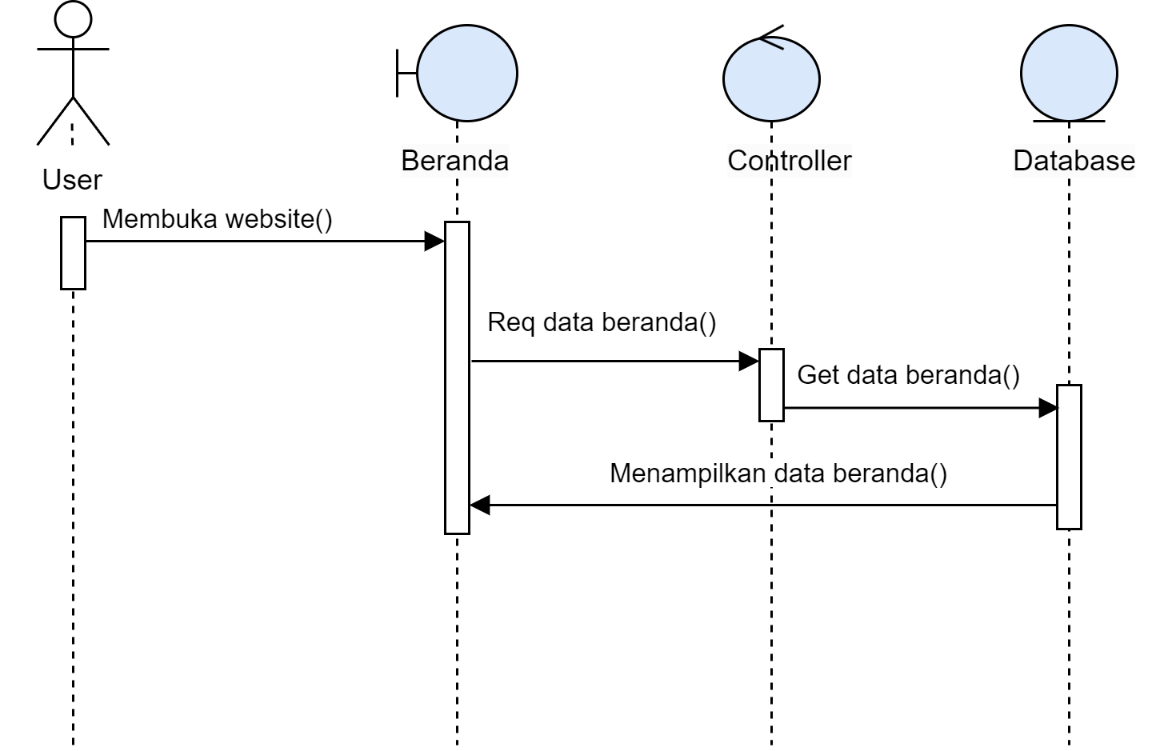 User
Beranda
Controller
Database
Membuka website()
Req data beranda()
Get data beranda()
Menampilkan data beranda()